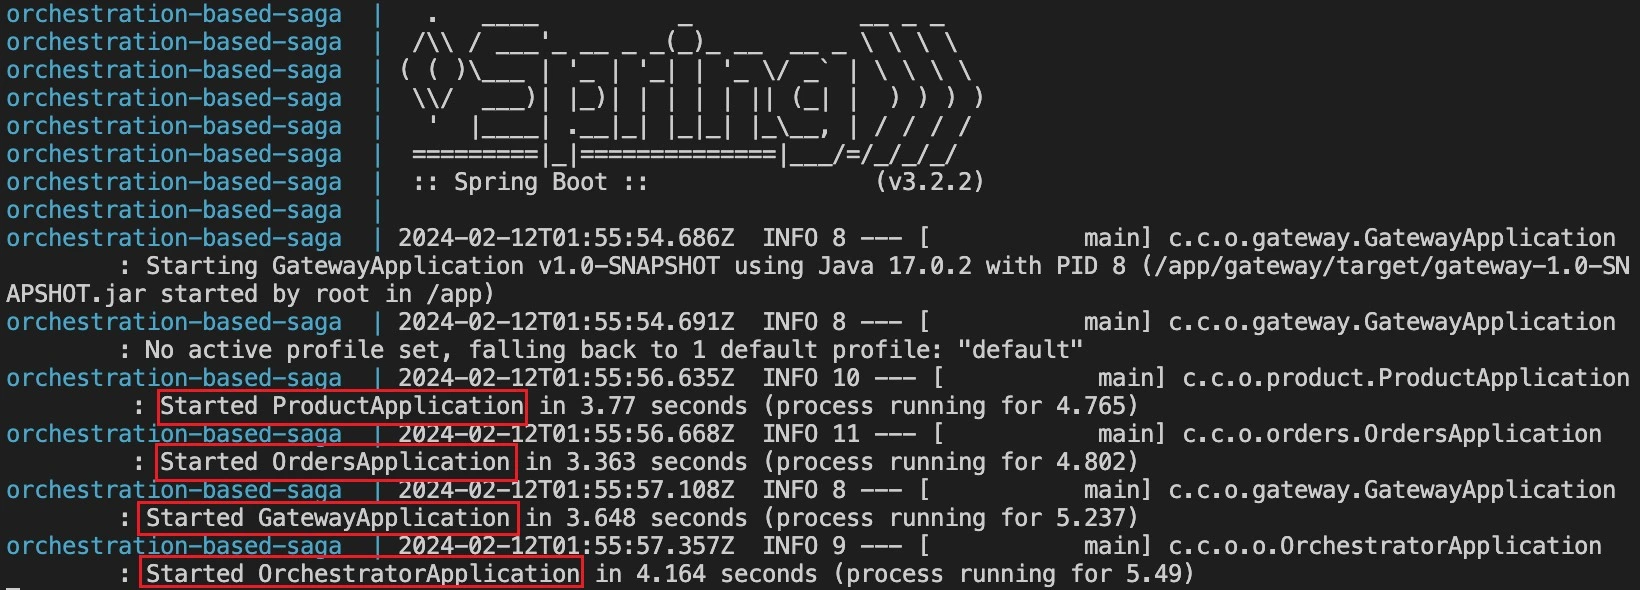 orchestration-based-saga  |   .   ____          _            __ _ _
orchestration-based-saga  |  /\\ / ___'_ __ _ _(_)_ __  __ _ \ \ \ \
orchestration-based-saga  | ( ( )\___ | '_ | '_| | '_ \/ _` | \ \ \ \
orchestration-based-saga  |  \\/  ___)| |_)| | | | | || (_| |  ) ) ) )
orchestration-based-saga  |   '  |____| .__|_| |_|_| |_\__, | / / / /
orchestration-based-saga  |  =========|_|==============|___/=/_/_/_/
orchestration-based-saga  |  :: Spring Boot ::                (v3.2.2)
orchestration-based-saga  |
orchestration-based-saga  | 2024-02-12T01:55:54.686Z  INFO 8 --- [           main] c.c.o.gateway.GatewayApplication
: Starting GatewayApplication v1.0-SNAPSHOT using Java 17.0.2 with PID 8 (/app/gateway/target/gateway-1.0-SN
APSHOT.jar started by root in /app)
orchestration-based-saga  | 2024-02-12T01:55:54.691Z  INFO 8 --- [           main] c.c.o.gateway.GatewayApplication
: No active profile set, falling back to 1 default profile: "default"
orchestration-based-saga  | 2024-02-12T01:55:56.635Z  INFO 10 --- [           main] c.c.o.product.ProductApplication
: Started ProductApplication in 3.77 seconds (process running for 4.765)
orchestration-based-saga  | 2024-02-12T01:55:56.668Z  INFO 11 --- [           main] c.c.o.orders.OrdersApplication
: Started OrdersApplication in 3.363 seconds (process running for 4.802)
orchestration-based-saga  | 2024-02-12T01:55:57.108Z  INFO 8 --- [           main] c.c.o.gateway.GatewayApplication
: Started GatewayApplication in 3.648 seconds (process running for 5.237)
orchestration-based-saga  | 2024-02-12T01:55:57.357Z  INFO 9 --- [           main] c.c.o.o.OrchestratorApplication
: Started OrchestratorApplication in 4.164 seconds (process running for 5.49)